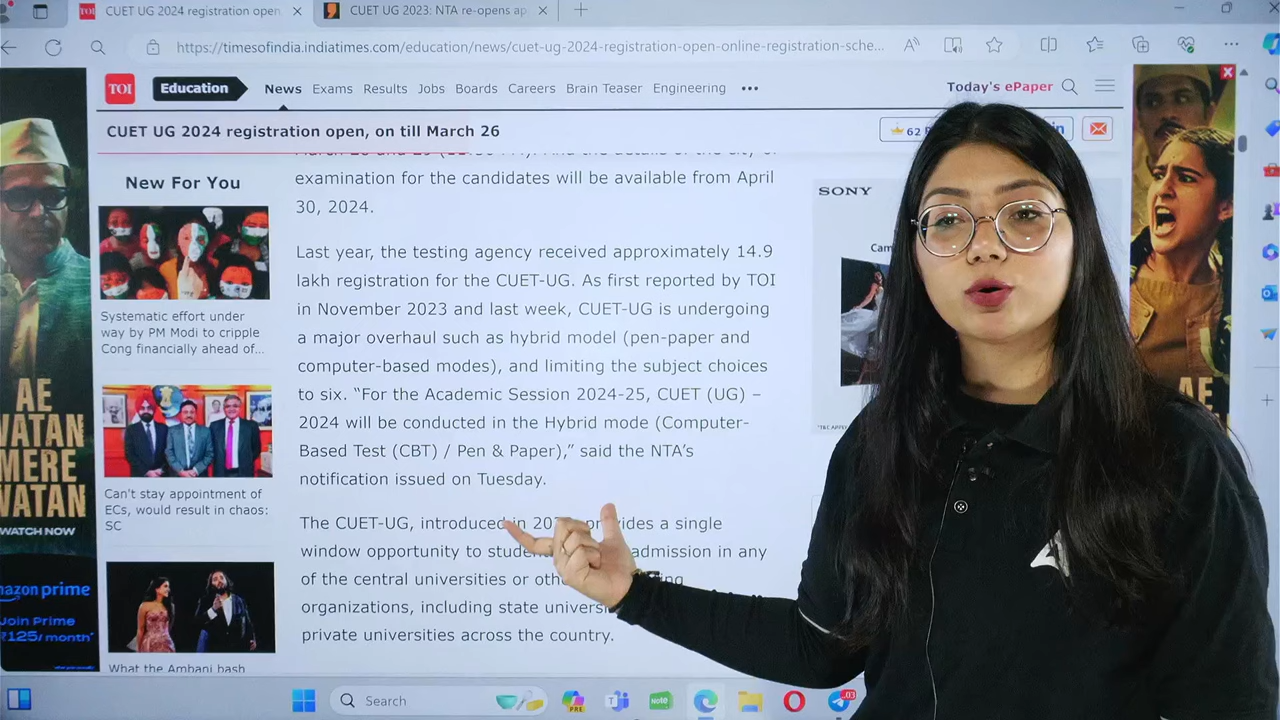 CUET UG 2024 registration open
CUET UG 2023: NTA re-opens ap
https://timesofindia.indiatimes.com/education/news/cuet-ug-2024-registration-open-online-registration-sche...
TOI
Education
News
Exams
Results
Jobs
Boards
Careers
Brain Teaser
Engineering
Today's ePaper
CUET UG 2024 registration open, on till March 26
62
in
New For You
Systematic effort under
way by PM Modi to cripple
Cong financially ahead of...
Can't stay appointment of
ECs, would result in chaos:
SC
What the Ambani bash
examination for the candidates will be available from April
30, 2024.
Last year, the testing agency received approximately 14.9
lakh registration for the CUET-UG. As first reported by TOI
in November 2023 and last week, CUET-UG is undergoing
a major overhaul such as hybrid model (pen-paper and
computer-based modes), and limiting the subject choices
to six. “For the Academic Session 2024-25, CUET (UG) –
2024 will be conducted in the Hybrid mode (Computer-
Based Test (CBT) / Pen & Paper),” said the NTA’s
notification issued on Tuesday.
The CUET-UG, introduced in a single
window opportunity to admission in any
of the central universities or
organizations, including state
private universities across the country.
SONY
AE
WATAN
MERE
WATAN
WATCH NOW
amazon prime
Join Prime
₹125/month*
AE
Search
PRE
Note
.03